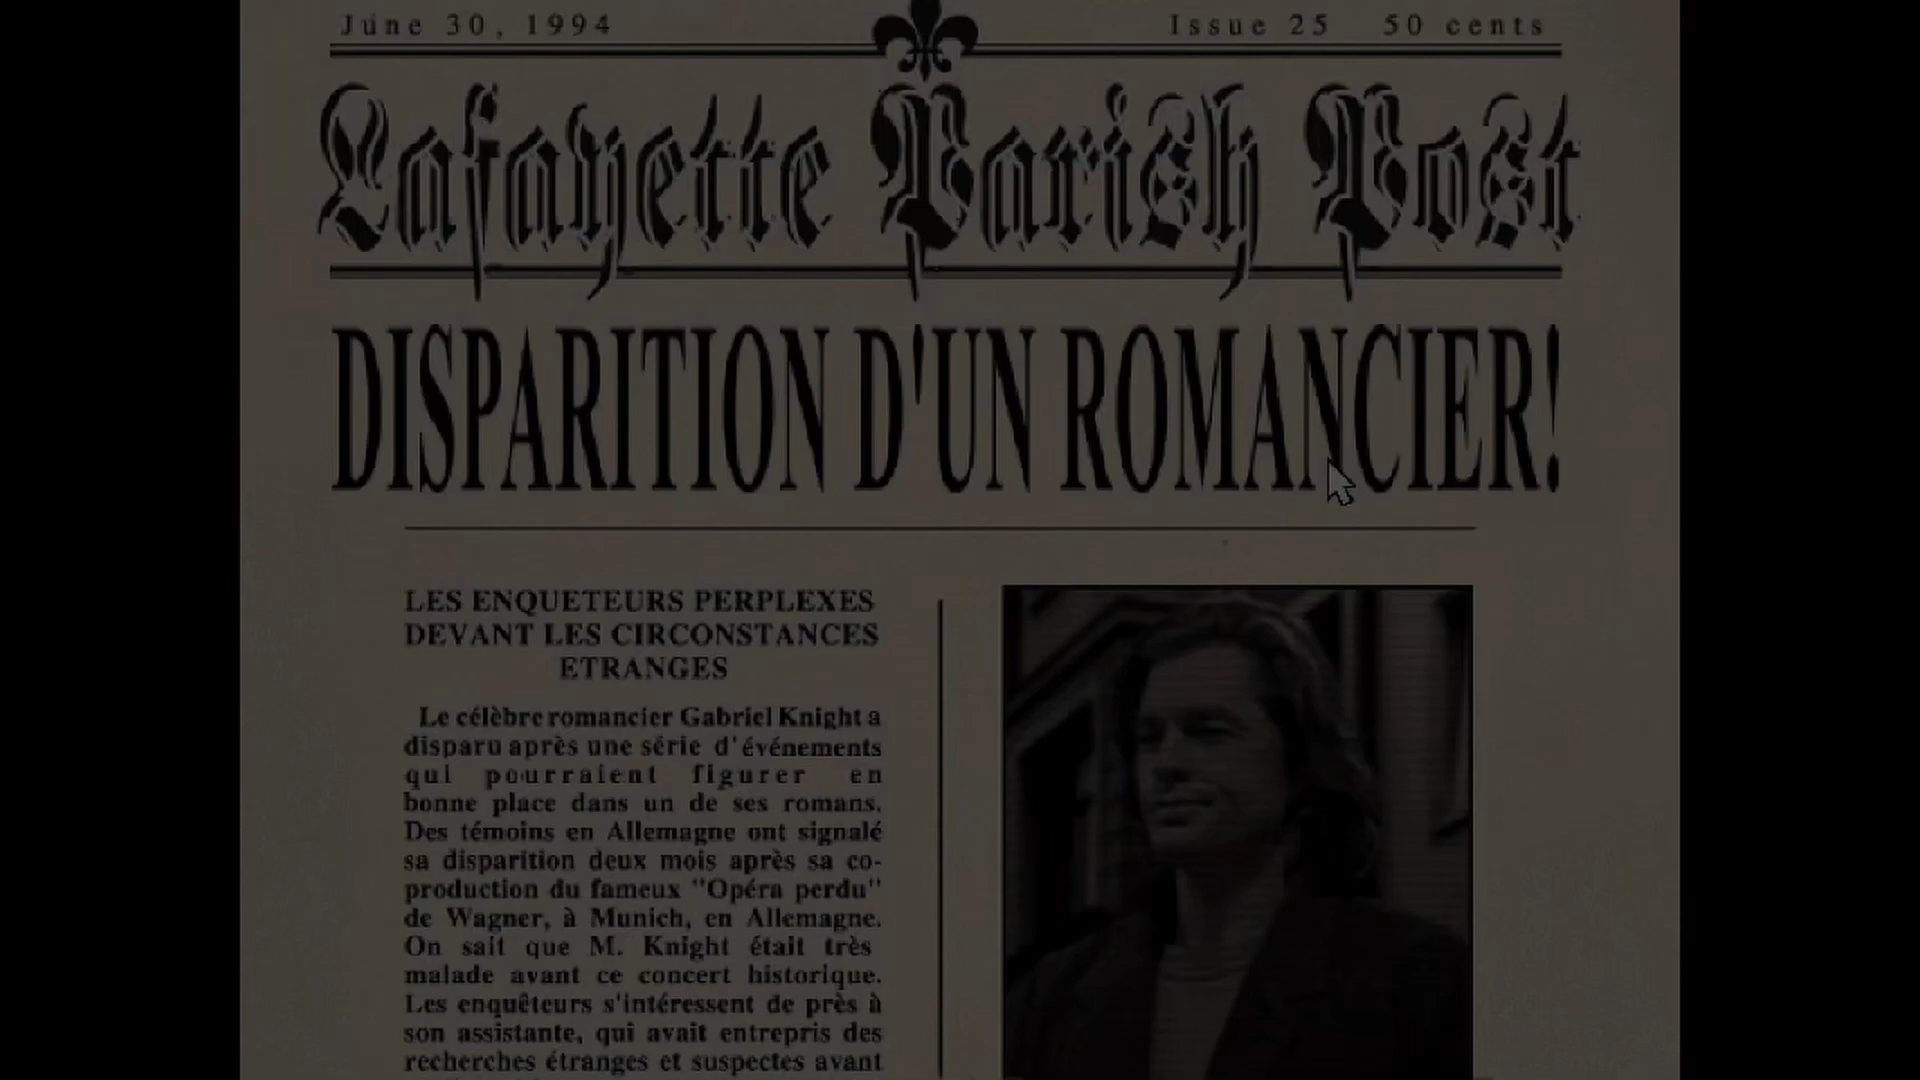 June 30, 1994 Issue 25 50 cents
Lafayette Parish Post
DISPARITION D'UN ROMANCIER!
LES ENQUETEURS PERPLEXES
DEVANT LES CIRCONSTANCES
ETRANGES
Le célèbre romancier Gabriel Knight a
disparu après une série d'événements
qui pourraient figurer en
bonne place dans un de ses romans.
Des témoins en Allemagne ont signalé
sa disparition deux mois après sa co-
production du fameux "Opéra perdu"
de Wagner, à Munich, en Allemagne.
On sait que M. Knight était très
malade avant ce concert historique.
Les enquêteurs s'intéressent de près à
son assistante, qui avait entrepris des
recherches étranges et suspectes avant